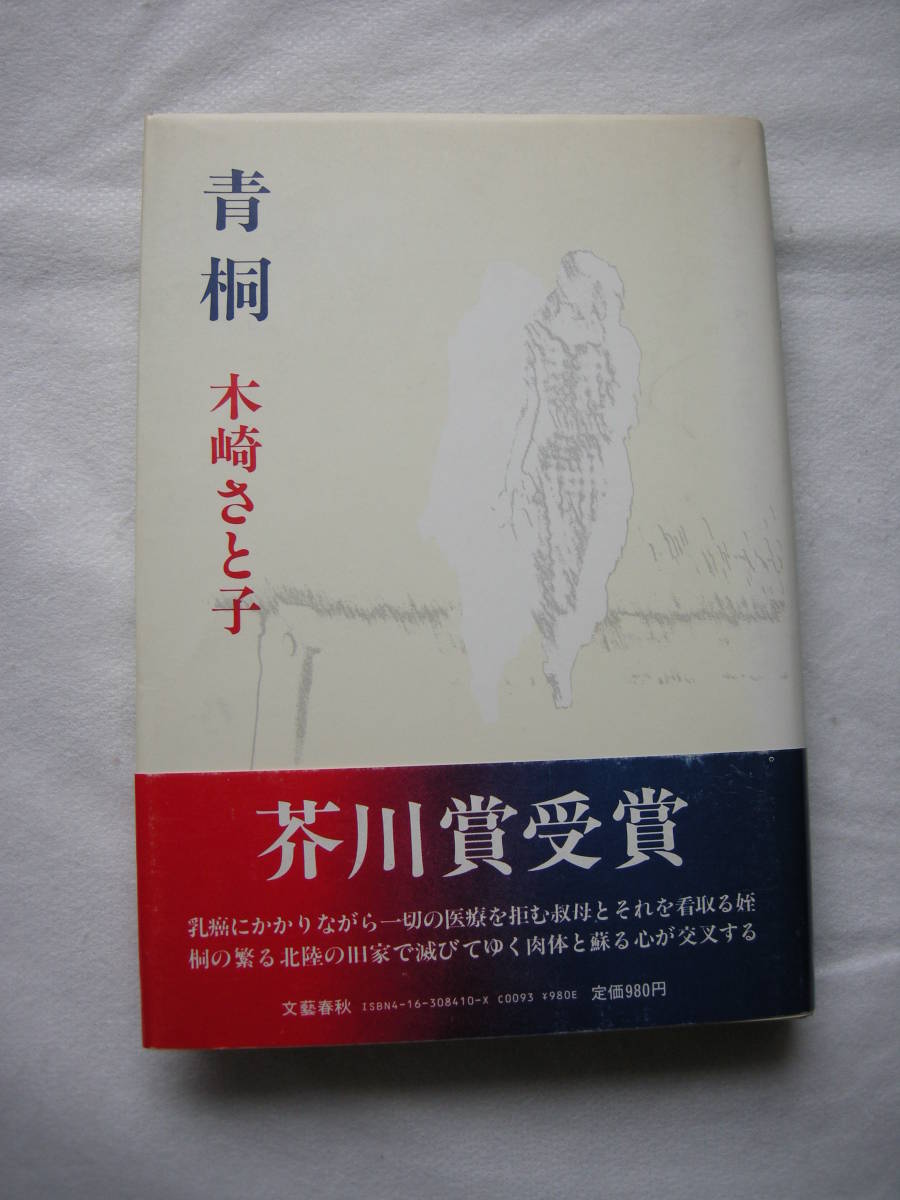 青桐
木崎さと子
芥川賞受賞
乳癌にかかりながら一切の医療を拒む叔母とそれを看取る姪
桐の繁る北陸の旧家で滅びてゆく肉体と蘇る心が交叉する
文藝春秋 ISBN4-16-308410-X C0093 ¥980E 定価980円